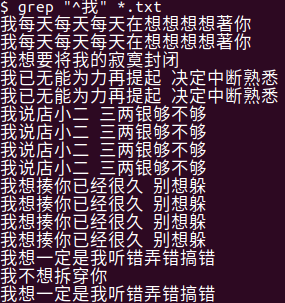 $ grep "^我" *.txt
我每天每天每天在想想想想著你
我每天每天每天在想想想想著你
我想要将我的寂寞封闭
我已无能为力再提起 决定中断熟悉
我已无能为力再提起 决定中断熟悉
我说店小二 三两银够不够
我说店小二 三两银够不够
我说店小二 三两银够不够
我说店小二 三两银够不够
我想揍你已经很久 别想躲
我想揍你已经很久 别想躲
我想揍你已经很久 别想躲
我想揍你已经很久 别想躲
我想一定是我听错弄错搞错
我不想拆穿你
我想一定是我听错弄错搞错